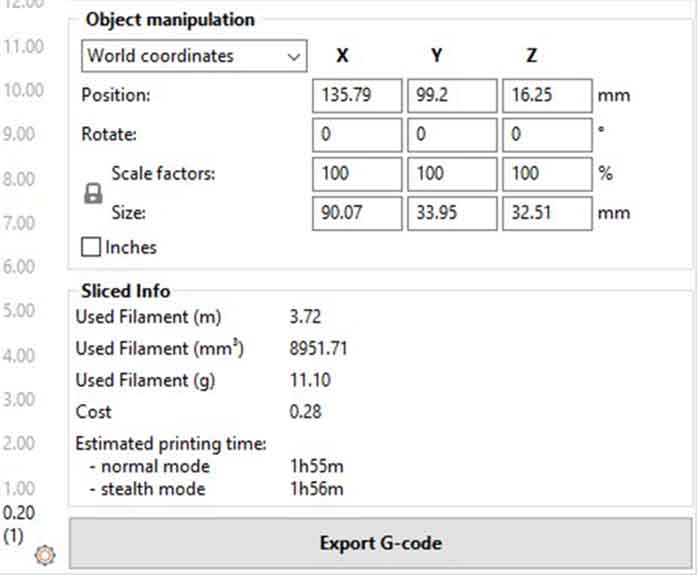 12.00
Object manipulation
11.00
World coordinates X Y Z
10.00
Position: 135.79 99.2 16.25 mm
9.00
Rotate: 0 0 0 °
8.00
Scale factors: 100 100 100 %
7.00
Size: 90.07 33.95 32.51 mm
Inches
6.00
Sliced Info
5.00
Used Filament (m) 3.72
Used Filament (mm³) 8951.71
4.00
Used Filament (g) 11.10
3.00
Cost 0.28
2.00
Estimated printing time:
- normal mode 1h55m
1.00
- stealth mode 1h56m
0.20
(1)
Export G-code